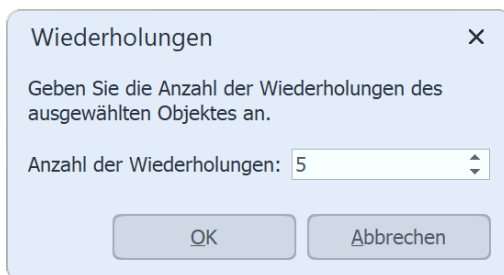 Wiederholungen
Geben Sie die Anzahl der Wiederholungen des
ausgewählten Objektes an.
Anzahl der Wiederholungen: 5
OK Abbrechen